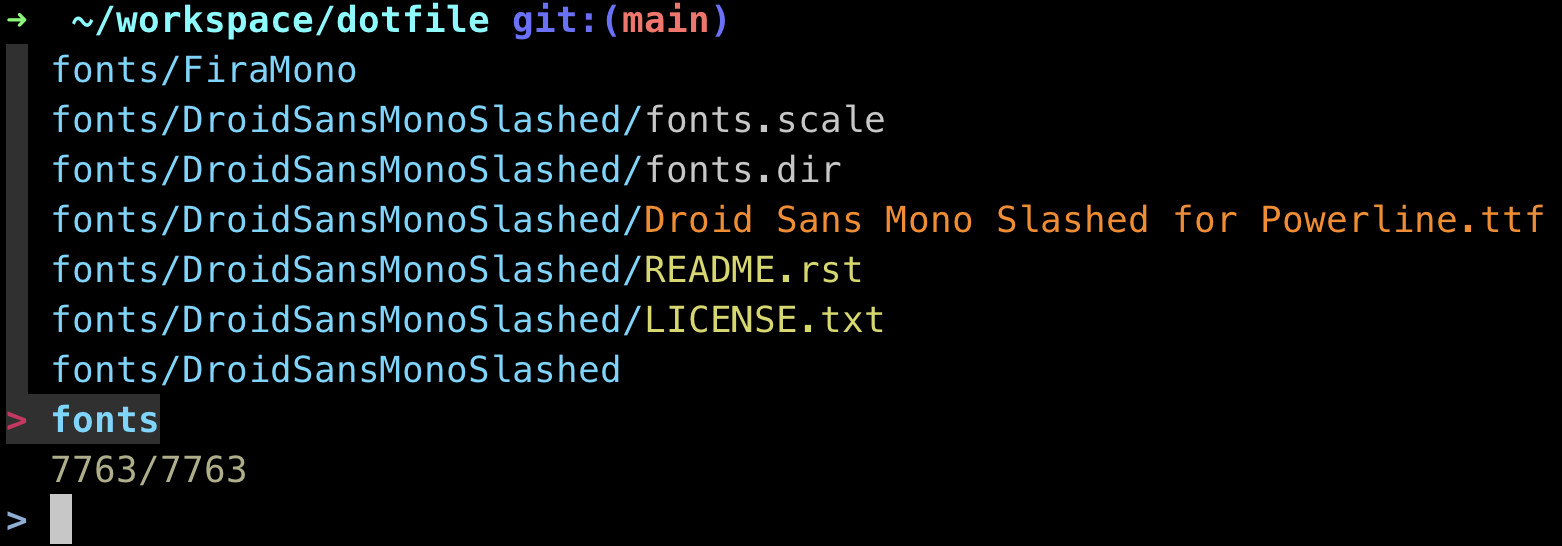 ➜  ~/workspace/dotfile git:(main)
fonts/FiraMono
fonts/DroidSansMonoSlashed/fonts.scale
fonts/DroidSansMonoSlashed/fonts.dir
fonts/DroidSansMonoSlashed/Droid Sans Mono Slashed for Powerline.ttf
fonts/DroidSansMonoSlashed/README.rst
fonts/DroidSansMonoSlashed/LICENSE.txt
fonts/DroidSansMonoSlashed
> fonts
7763/7763
>